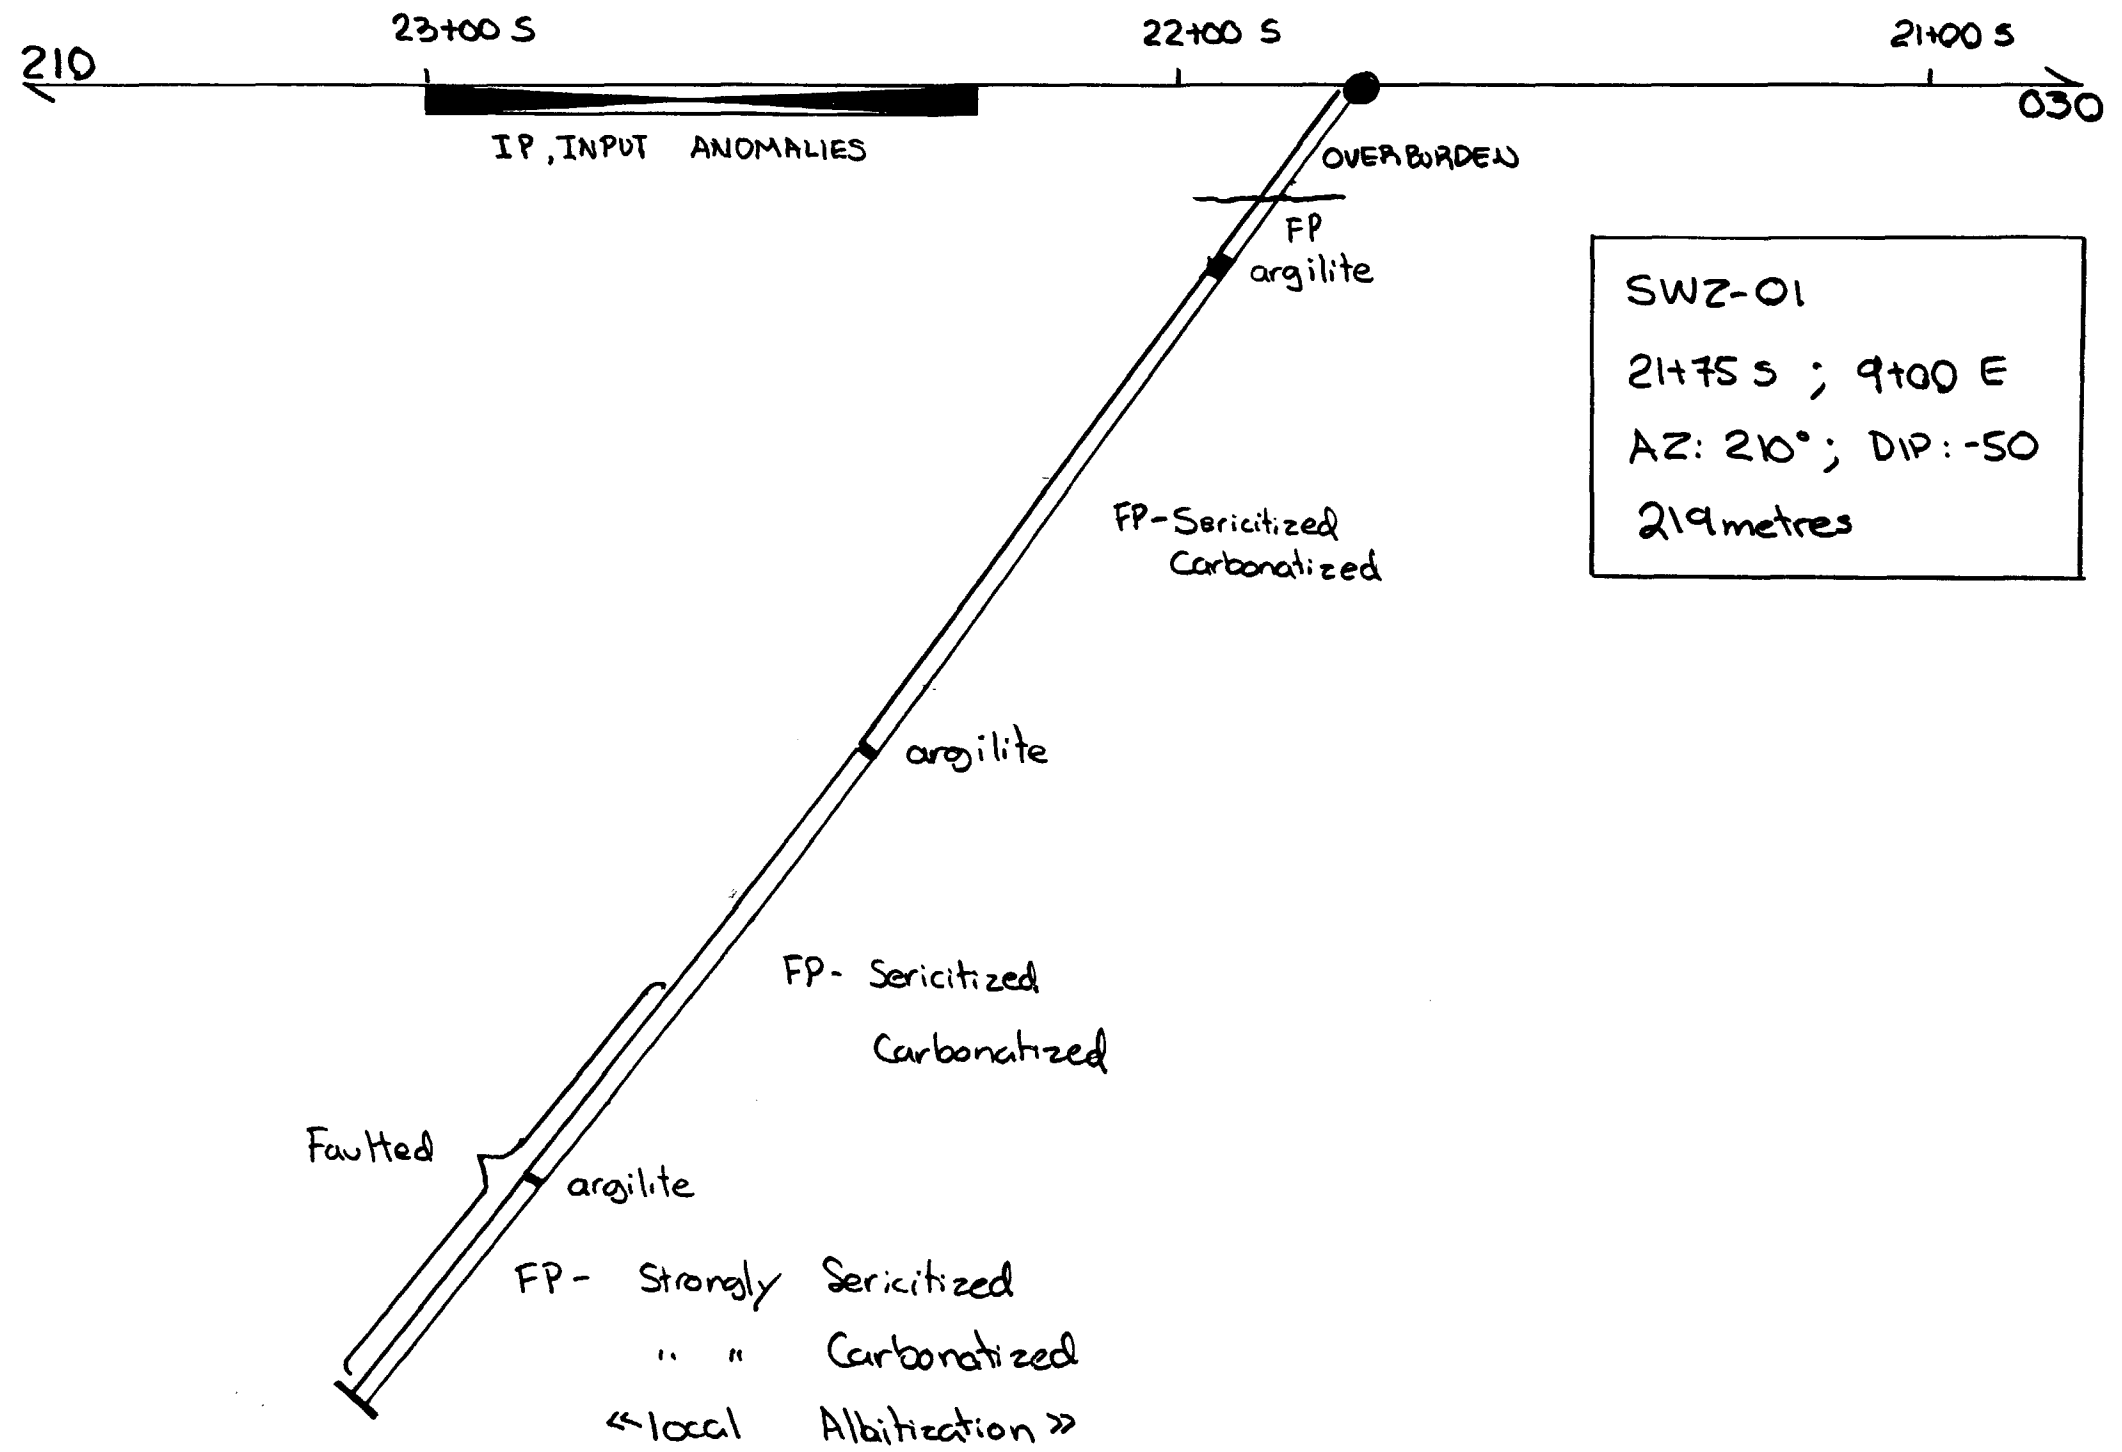 23+00 S
22+00 S
21+00 S
210
030
IP, INPUT ANOMALIES
OVERBURDEN
FP
argilite
SWZ-01
21+75 S ; 9+00 E
AZ: 210° ; DIP: -50
219 metres
FP-Sericitized
Carbonatized
argilite
FP- Sericitized
Carbonatized
Faulted
argilite
FP- Strongly Sericitized
" " Carbonatized
<<local Albitization>>